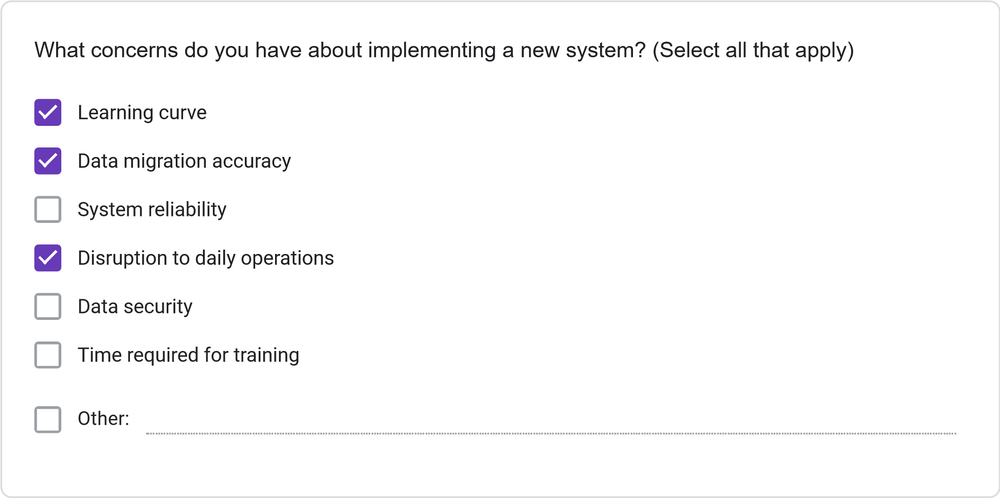 What concerns do you have about implementing a new system? (Select all that apply)
Learning curve
Data migration accuracy
System reliability
Disruption to daily operations
Data security
Time required for training
Other: